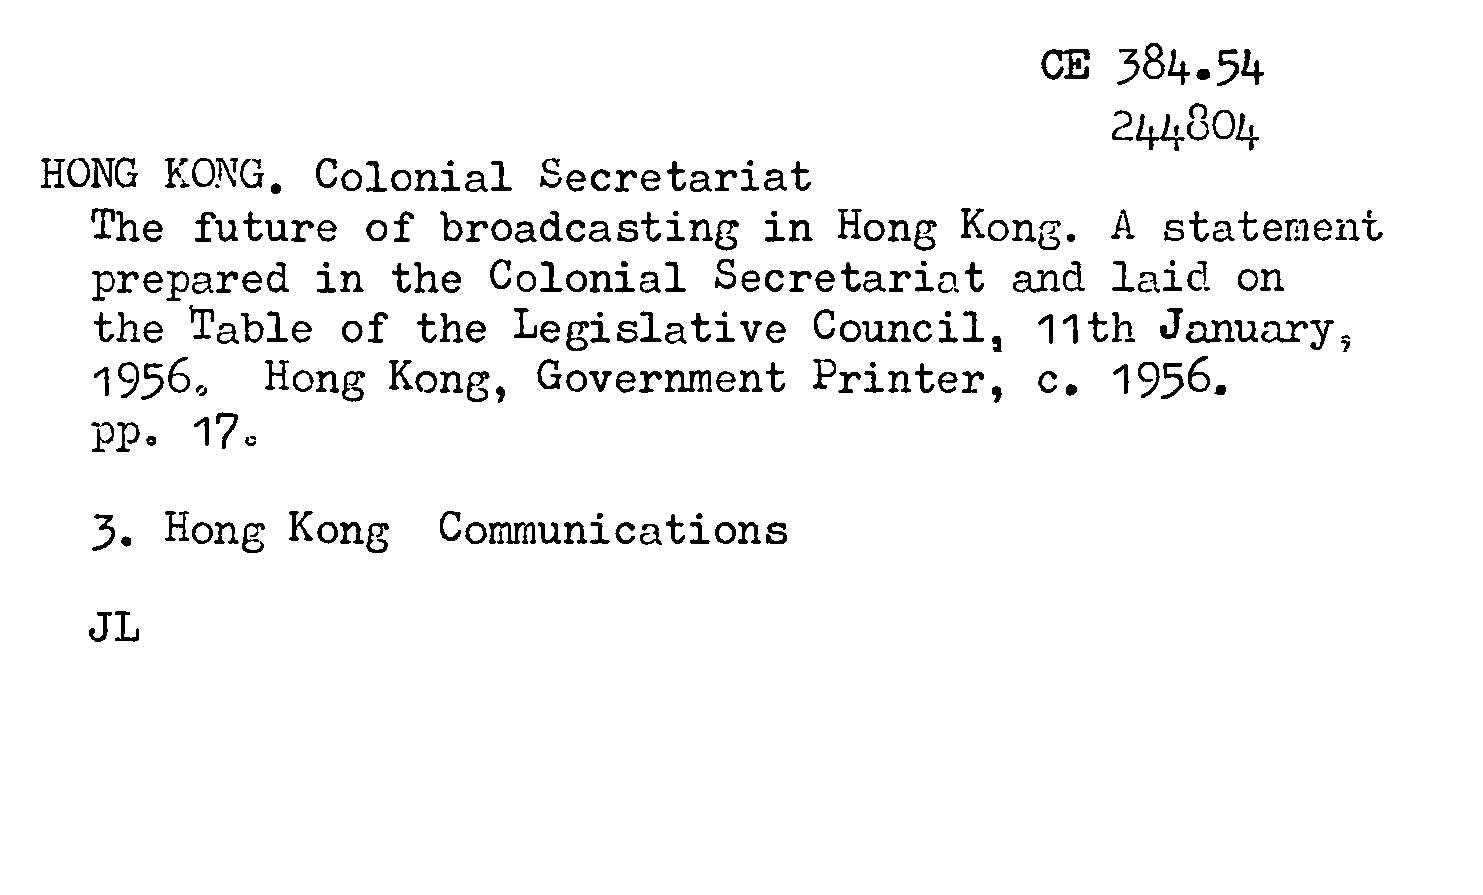 CE 384.54
244804
HONG KONG. Colonial Secretariat
The future of broadcasting in Hong Kong. A statement
prepared in the Colonial Secretariat and laid on
the Table of the Legislative Council, 11th January,
1956. Hong Kong, Government Printer, c. 1956.
pp. 17.
3. Hong Kong Communications
JL